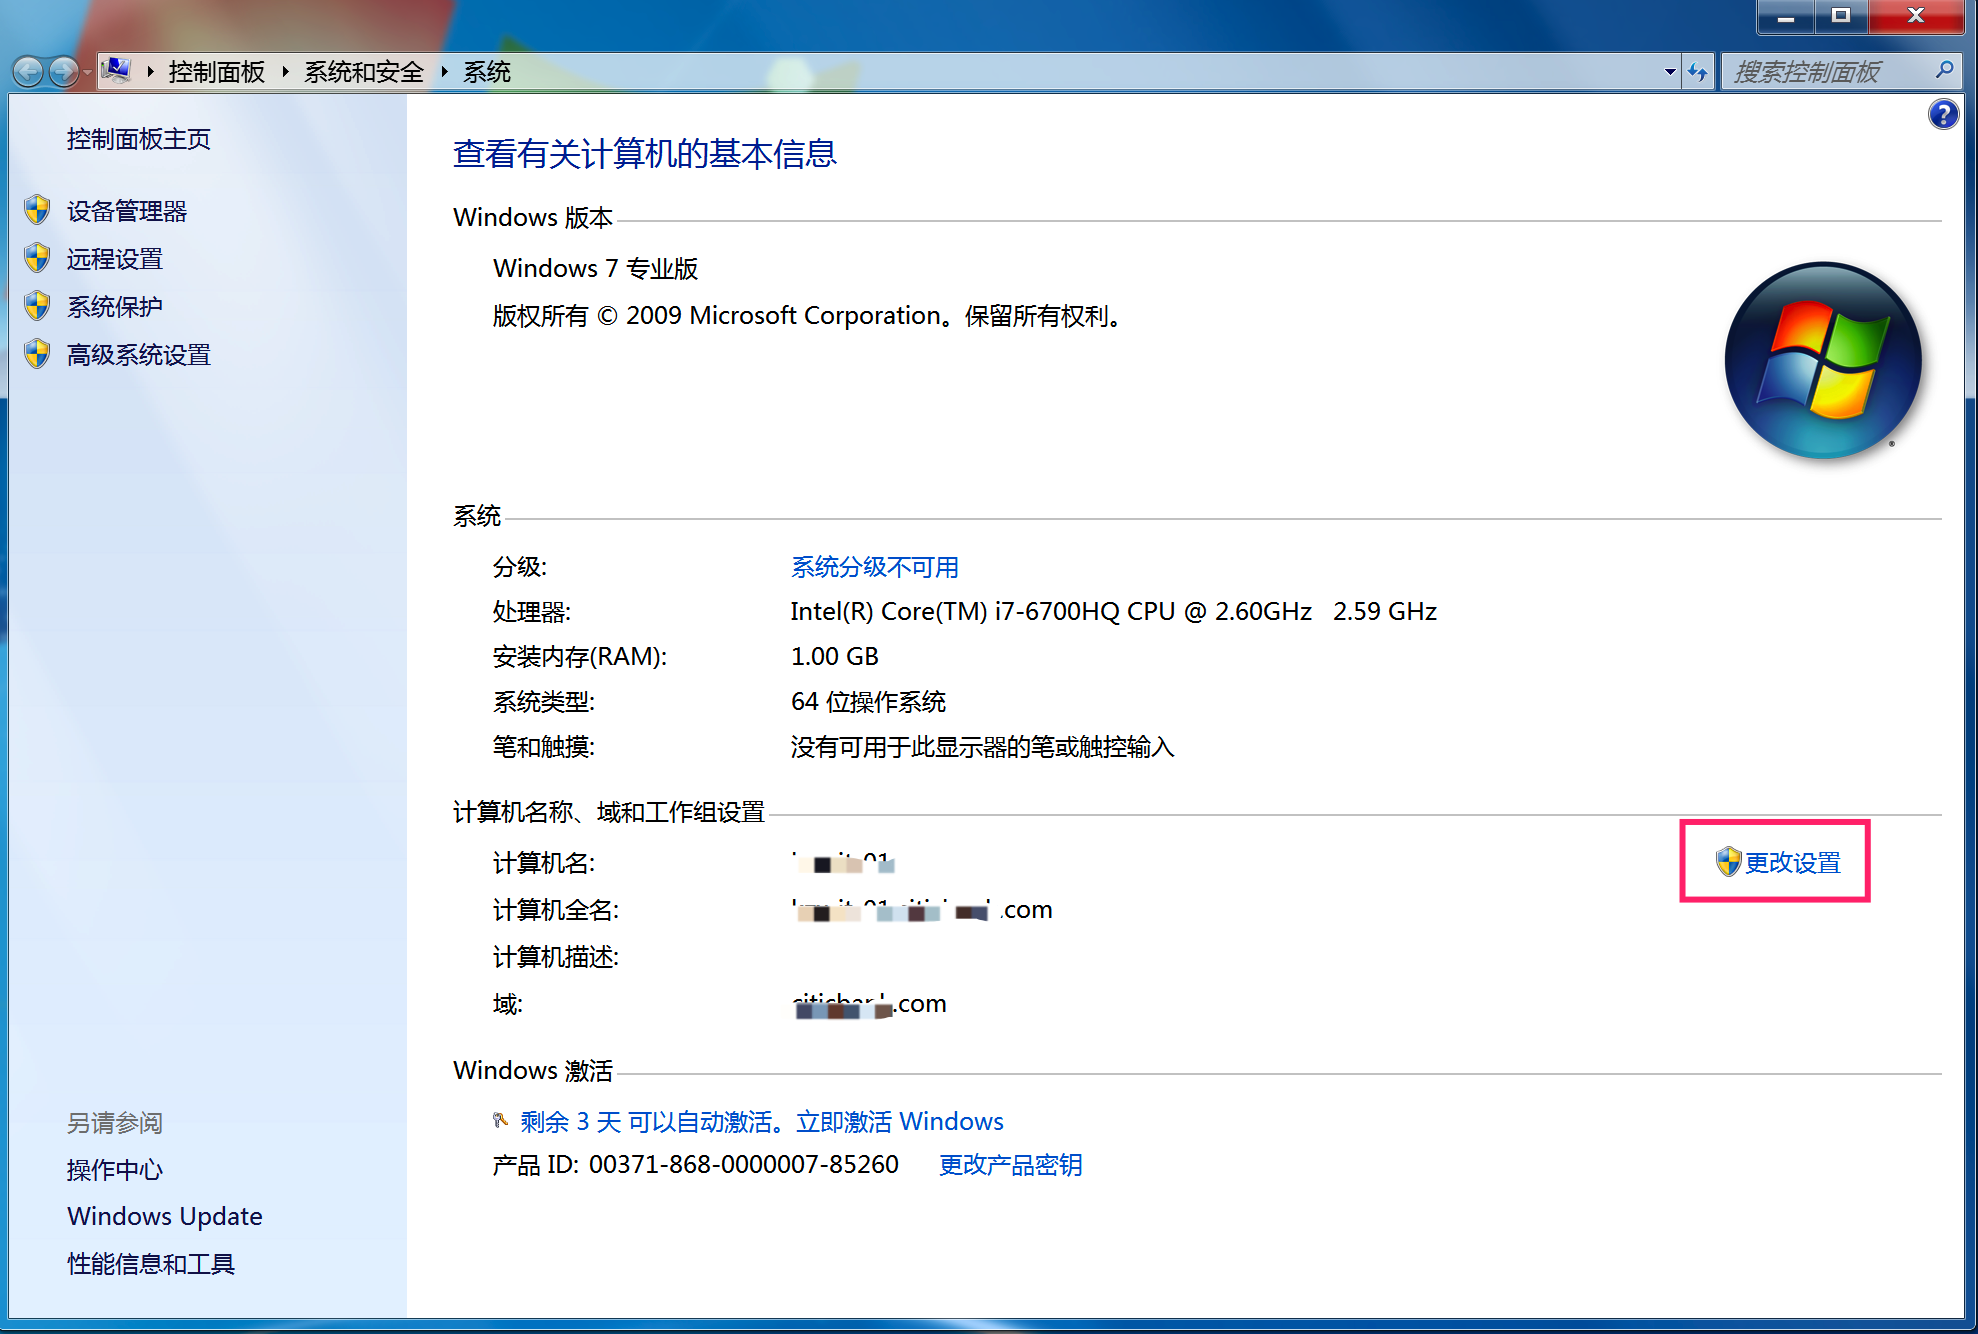 控制面板 系统和安全 系统
搜索控制面板
控制面板主页
设备管理器
远程设置
系统保护
高级系统设置
查看有关计算机的基本信息
Windows 版本
Windows 7 专业版
版权所有 © 2009 Microsoft Corporation。保留所有权利。
系统
分级: 系统分级不可用
处理器: Intel(R) Core(TM) i7-6700HQ CPU @ 2.60GHz 2.59 GHz
安装内存(RAM): 1.00 GB
系统类型: 64 位操作系统
笔和触摸: 没有可用于此显示器的笔或触控输入
计算机名称、域和工作组设置
计算机名:
更改设置
计算机全名: .com
计算机描述:
域: .com
Windows 激活
剩余 3 天 可以自动激活。立即激活 Windows
产品 ID: 00371-868-0000007-85260 更改产品密钥
另请参阅
操作中心
Windows Update
性能信息和工具